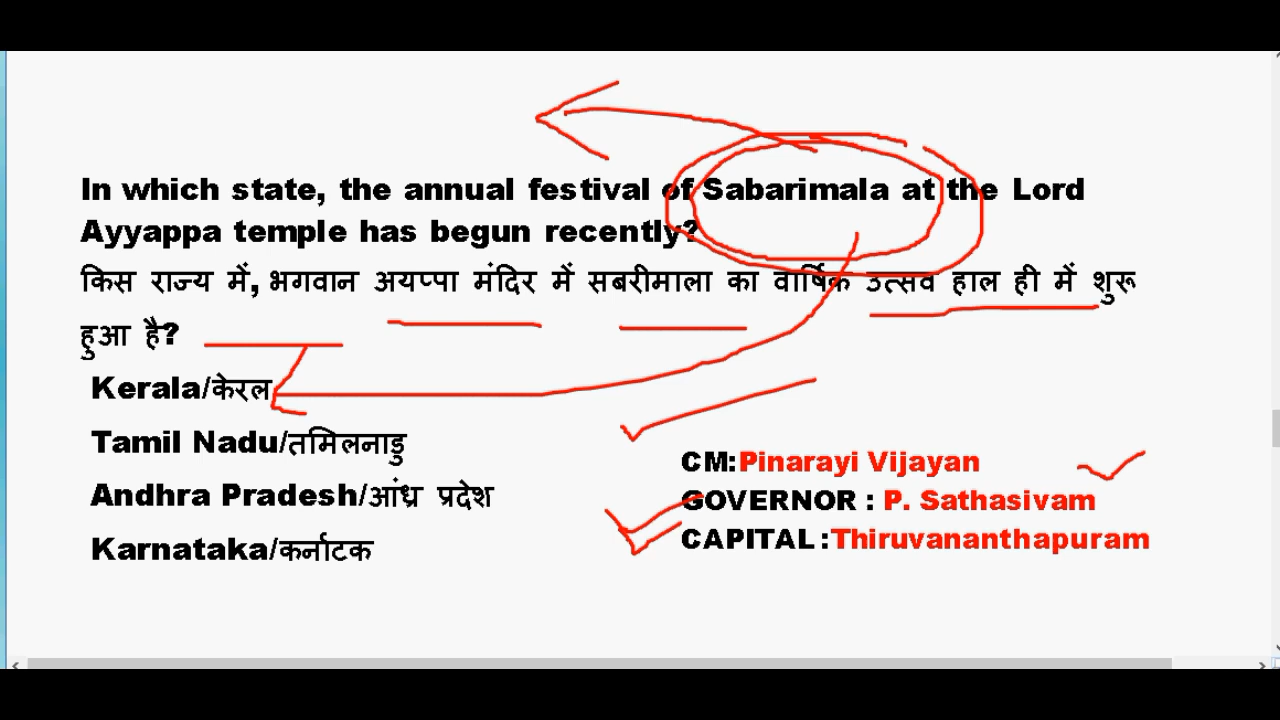 In which state, the annual festival of Sabarimala at the Lord
Ayyappa temple has begun recently?
किस राज्य में, भगवान अयप्पा मंदिर में सबरीमाला का वार्षिक उत्सव हाल ही में शुरू
हुआ है?
Kerala/केरल
Tamil Nadu/तमिलनाडु
Andhra Pradesh/आंध्र प्रदेश
Karnataka/कर्नाटक
CM:Pinarayi Vijayan
GOVERNOR : P. Sathasivam
CAPITAL :Thiruvananthapuram